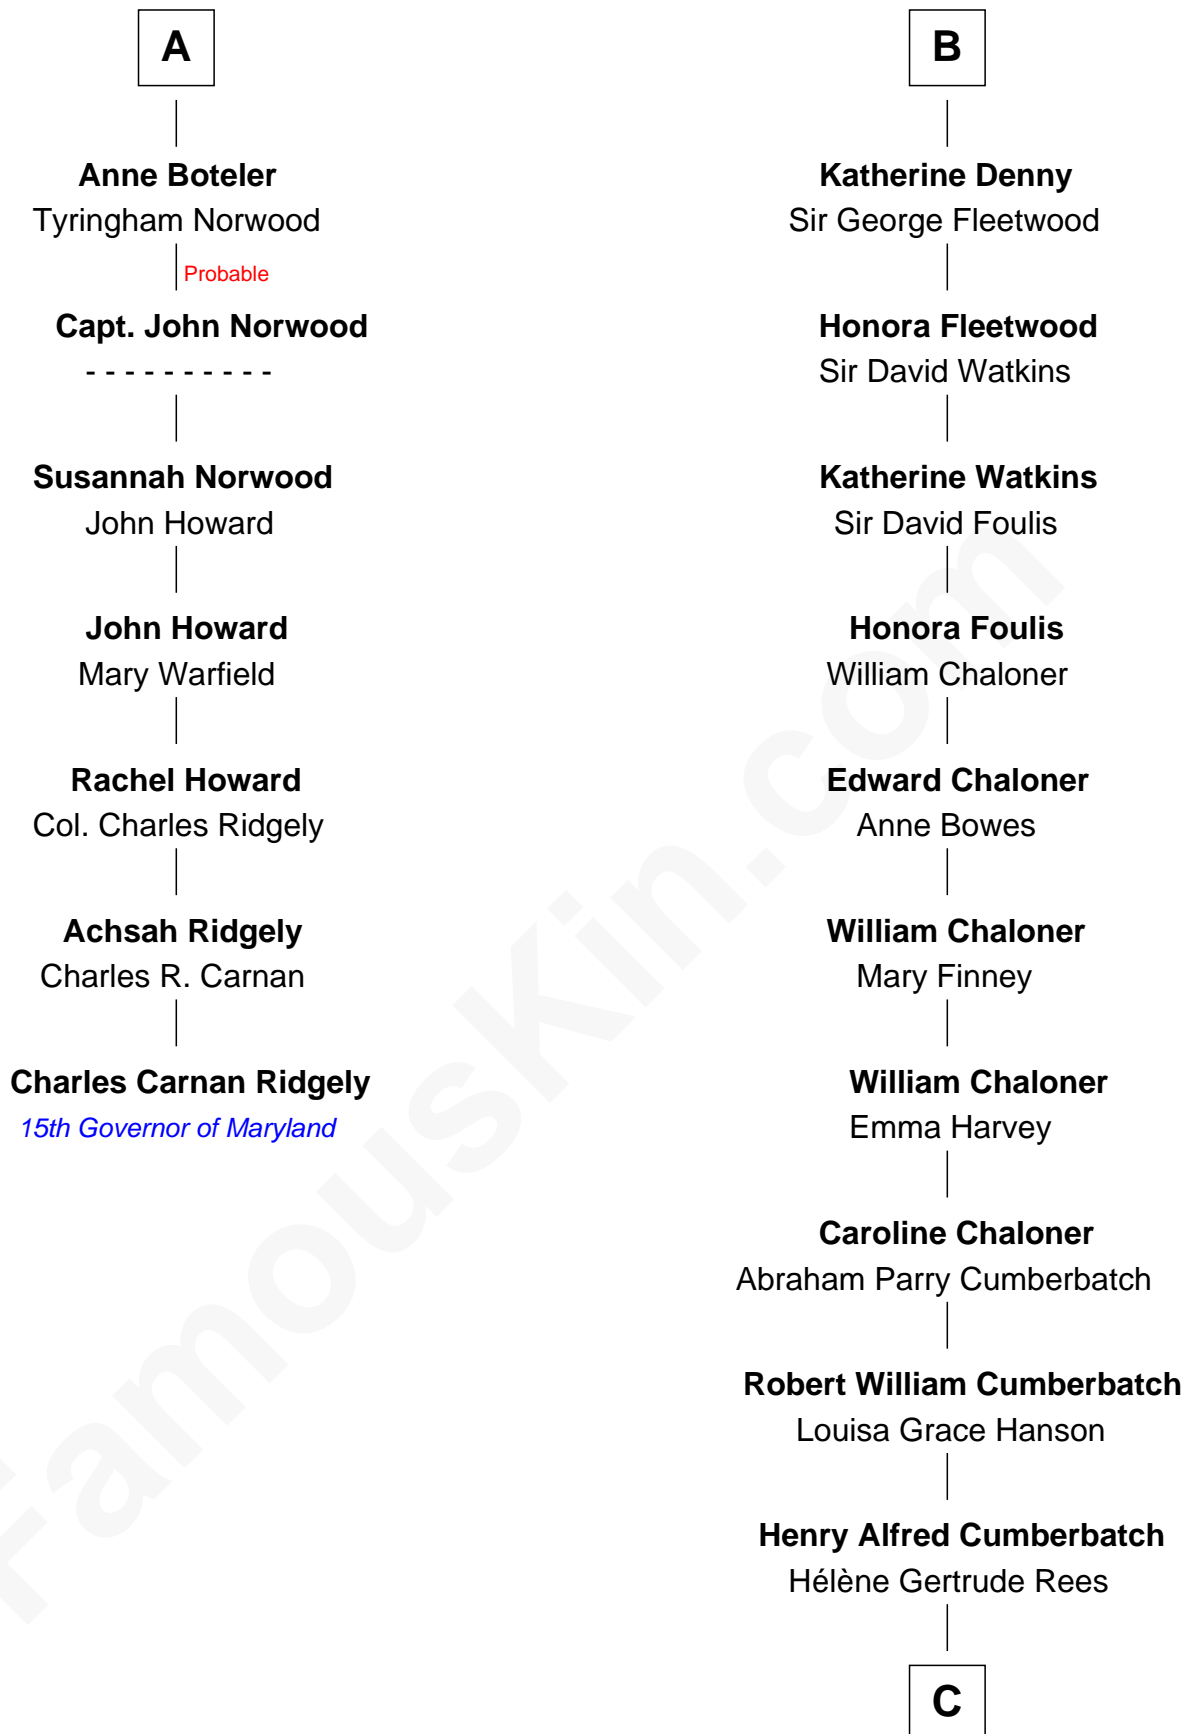 A
Anne Boteler
Tyringham Norwood
Probable
Capt. John Norwood
- - - - - - - - - -
Susannah Norwood
John Howard
John Howard
Mary Warfield
Rachel Howard
Col. Charles Ridgely
Achsah Ridgely
Charles R. Carnan
Charles Carnan Ridgely
15th Governor of Maryland
B
Katherine Denny
Sir George Fleetwood
Honora Fleetwood
Sir David Watkins
Katherine Watkins
Sir David Foulis
Honora Foulis
William Chaloner
Edward Chaloner
Anne Bowes
William Chaloner
Mary Finney
William Chaloner
Emma Harvey
Caroline Chaloner
Abraham Parry Cumberbatch
Robert William Cumberbatch
Louisa Grace Hanson
Henry Alfred Cumberbatch
Hélène Gertrude Rees
C
FamousKin.com